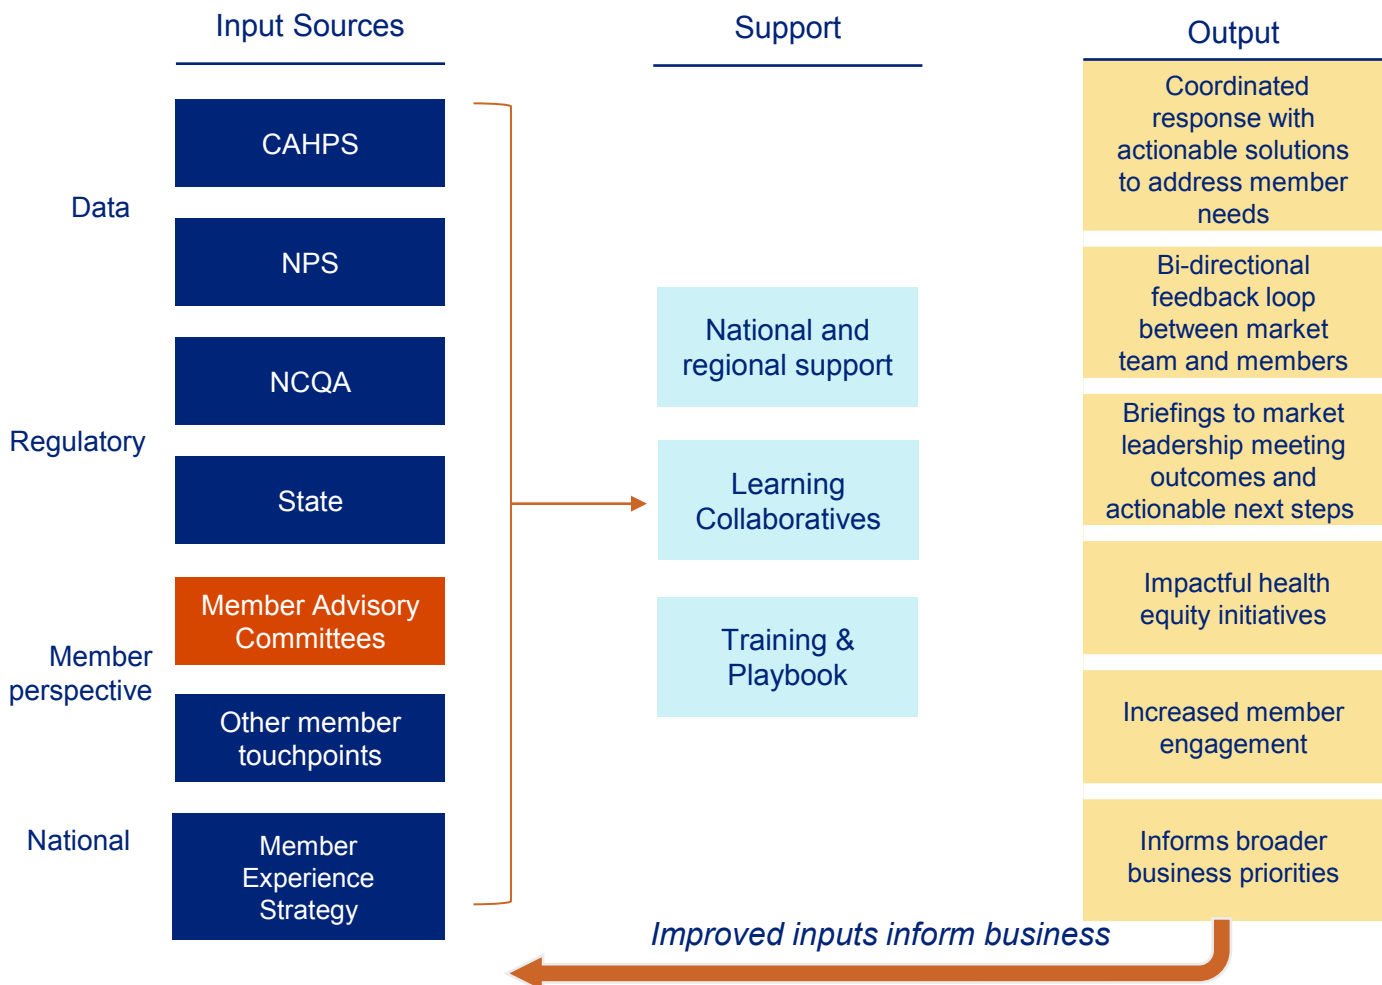 Input Sources
Support
Output
Data
CAHPS
NPS
Regulatory
NCQA
State
Member
perspective
Member Advisory
Committees
Other member
touchpoints
National
Member
Experience
Strategy
National and
regional support
Learning
Collaboratives
Training &
Playbook
Coordinated
response with
actionable solutions
to address member
needs
Bi-directional
feedback loop
between market
team and members
Briefings to market
leadership meeting
outcomes and
actionable next steps
Impactful health
equity initiatives
Increased member
engagement
Informs broader
business priorities
Improved inputs inform business